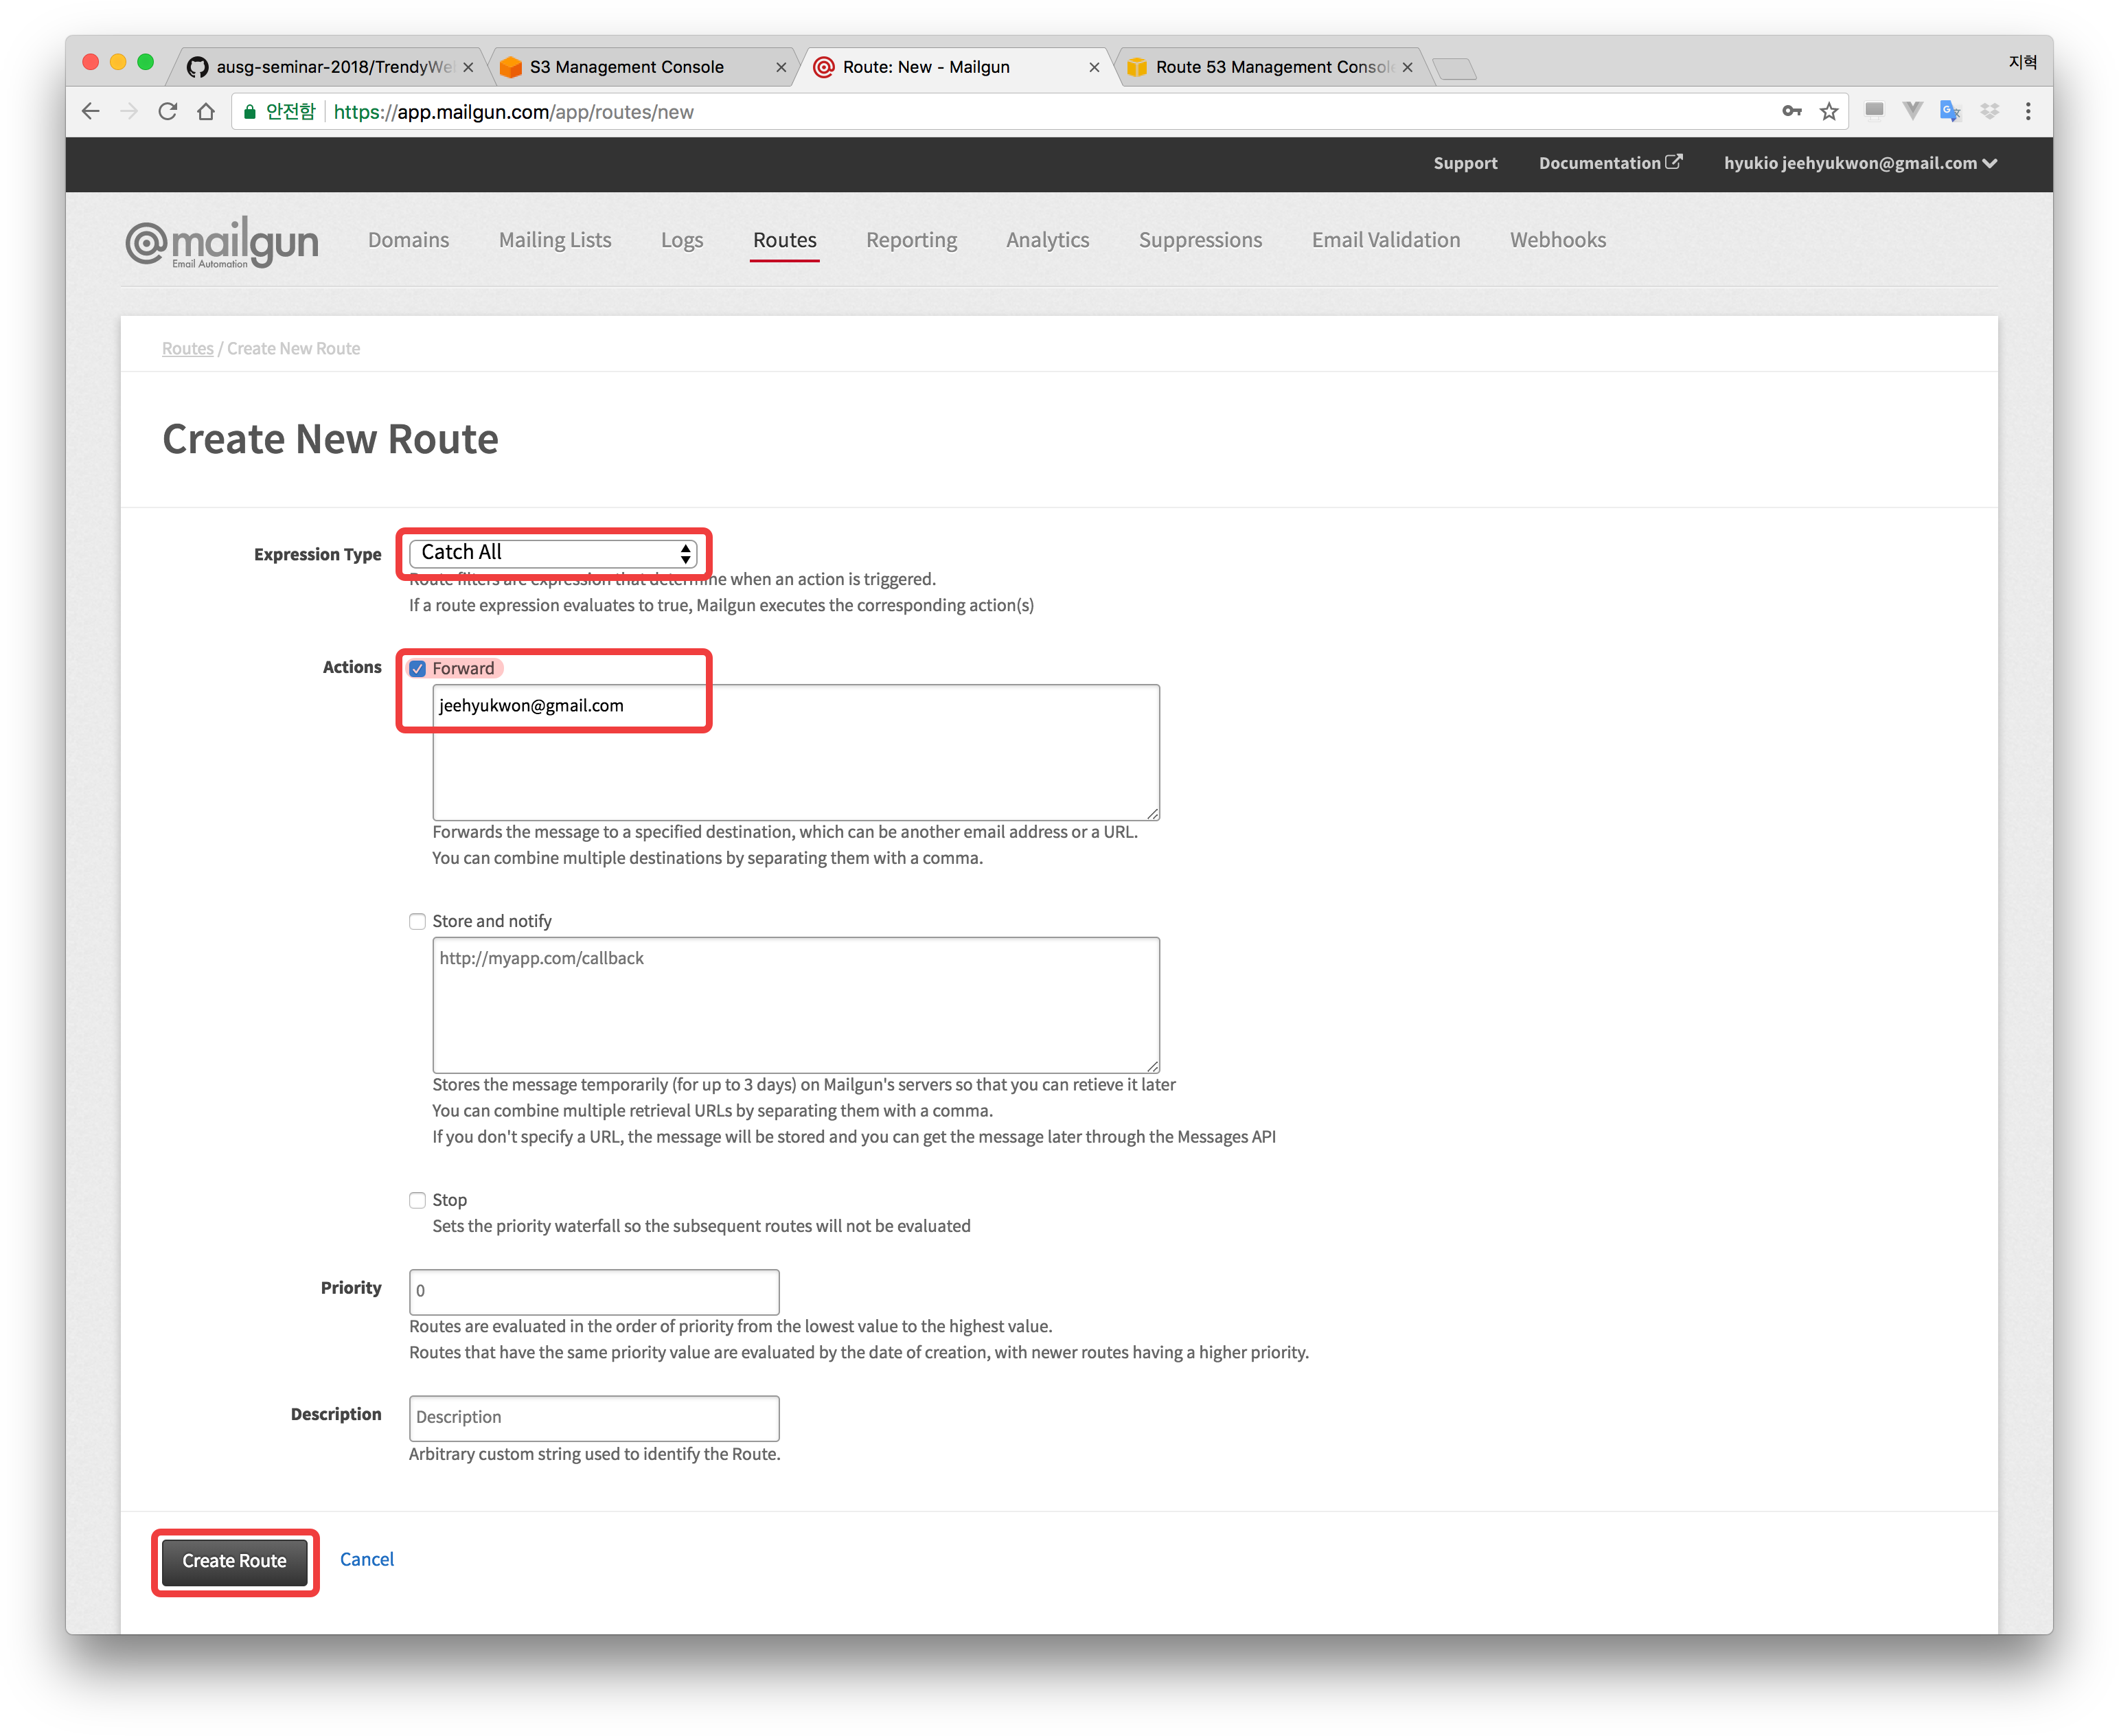 ausg-seminar-2018/TrendyWe
S3 Management Console
Route: New - Mailgun
Route 53 Management Consol
지혁
안전함
https://app.mailgun.com/app/routes/new
Support
Documentation
hyukio jeehyukwon@gmail.com
@mailgun
Email Automation
Domains
Mailing Lists
Logs
Routes
Reporting
Analytics
Suppressions
Email Validation
Webhooks
Routes / Create New Route
Create New Route
Expression Type
Catch All
Route filters are expression that determine when an action is triggered.
If a route expression evaluates to true, Mailgun executes the corresponding action(s)
Actions
Forward
jeehyukwon@gmail.com
Forwards the message to a specified destination, which can be another email address or a URL.
You can combine multiple destinations by separating them with a comma.
Store and notify
http://myapp.com/callback
Stores the message temporarily (for up to 3 days) on Mailgun's servers so that you can retieve it later
You can combine multiple retrieval URLs by separating them with a comma.
If you don't specify a URL, the message will be stored and you can get the message later through the Messages API
Stop
Sets the priority waterfall so the subsequent routes will not be evaluated
Priority
0
Routes are evaluated in the order of priority from the lowest value to the highest value.
Routes that have the same priority value are evaluated by the date of creation, with newer routes having a higher priority.
Description
Description
Arbitrary custom string used to identify the Route.
Create Route
Cancel